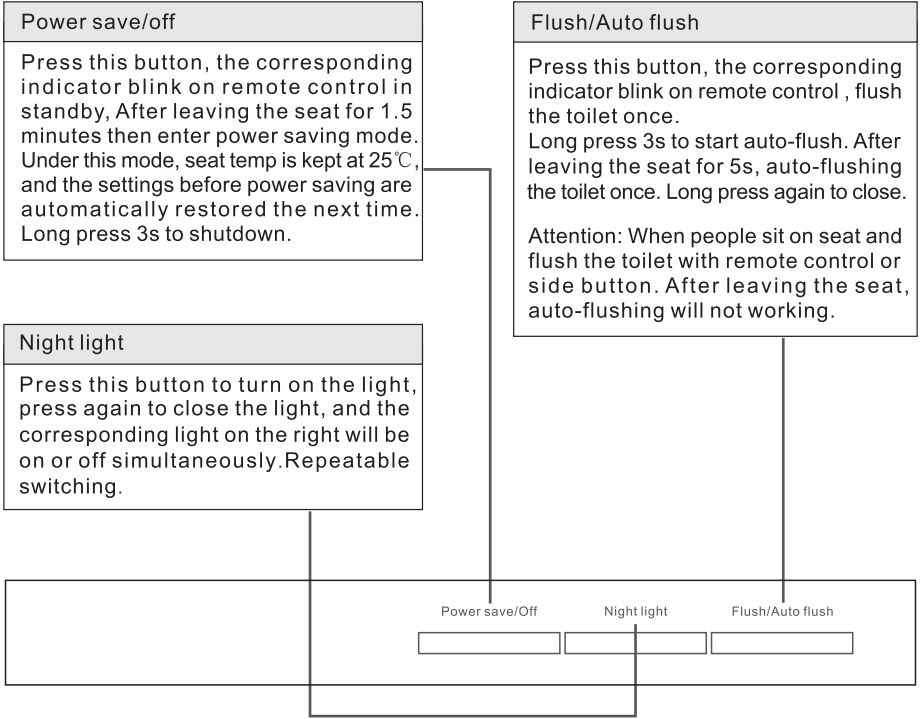 Power save/off
Press this button, the corresponding
indicator blink on remote control in
standby, After leaving the seat for 1.5
minutes then enter power saving mode.
Under this mode, seat temp is kept at 25℃,
and the settings before power saving are
automatically restored the next time.
Long press 3s to shutdown.
Flush/Auto flush
Press this button, the corresponding
indicator blink on remote control , flush
the toilet once.
Long press 3s to start auto-flush. After
leaving the seat for 5s, auto-flushing
the toilet once. Long press again to close.
Attention: When people sit on seat and
flush the toilet with remote control or
side button. After leaving the seat,
auto-flushing will not working.
Night light
Press this button to turn on the light,
press again to close the light, and the
corresponding light on the right will be
on or off simultaneously.Repeatable
switching.
Power save/Off
Night light
Flush/Auto flush